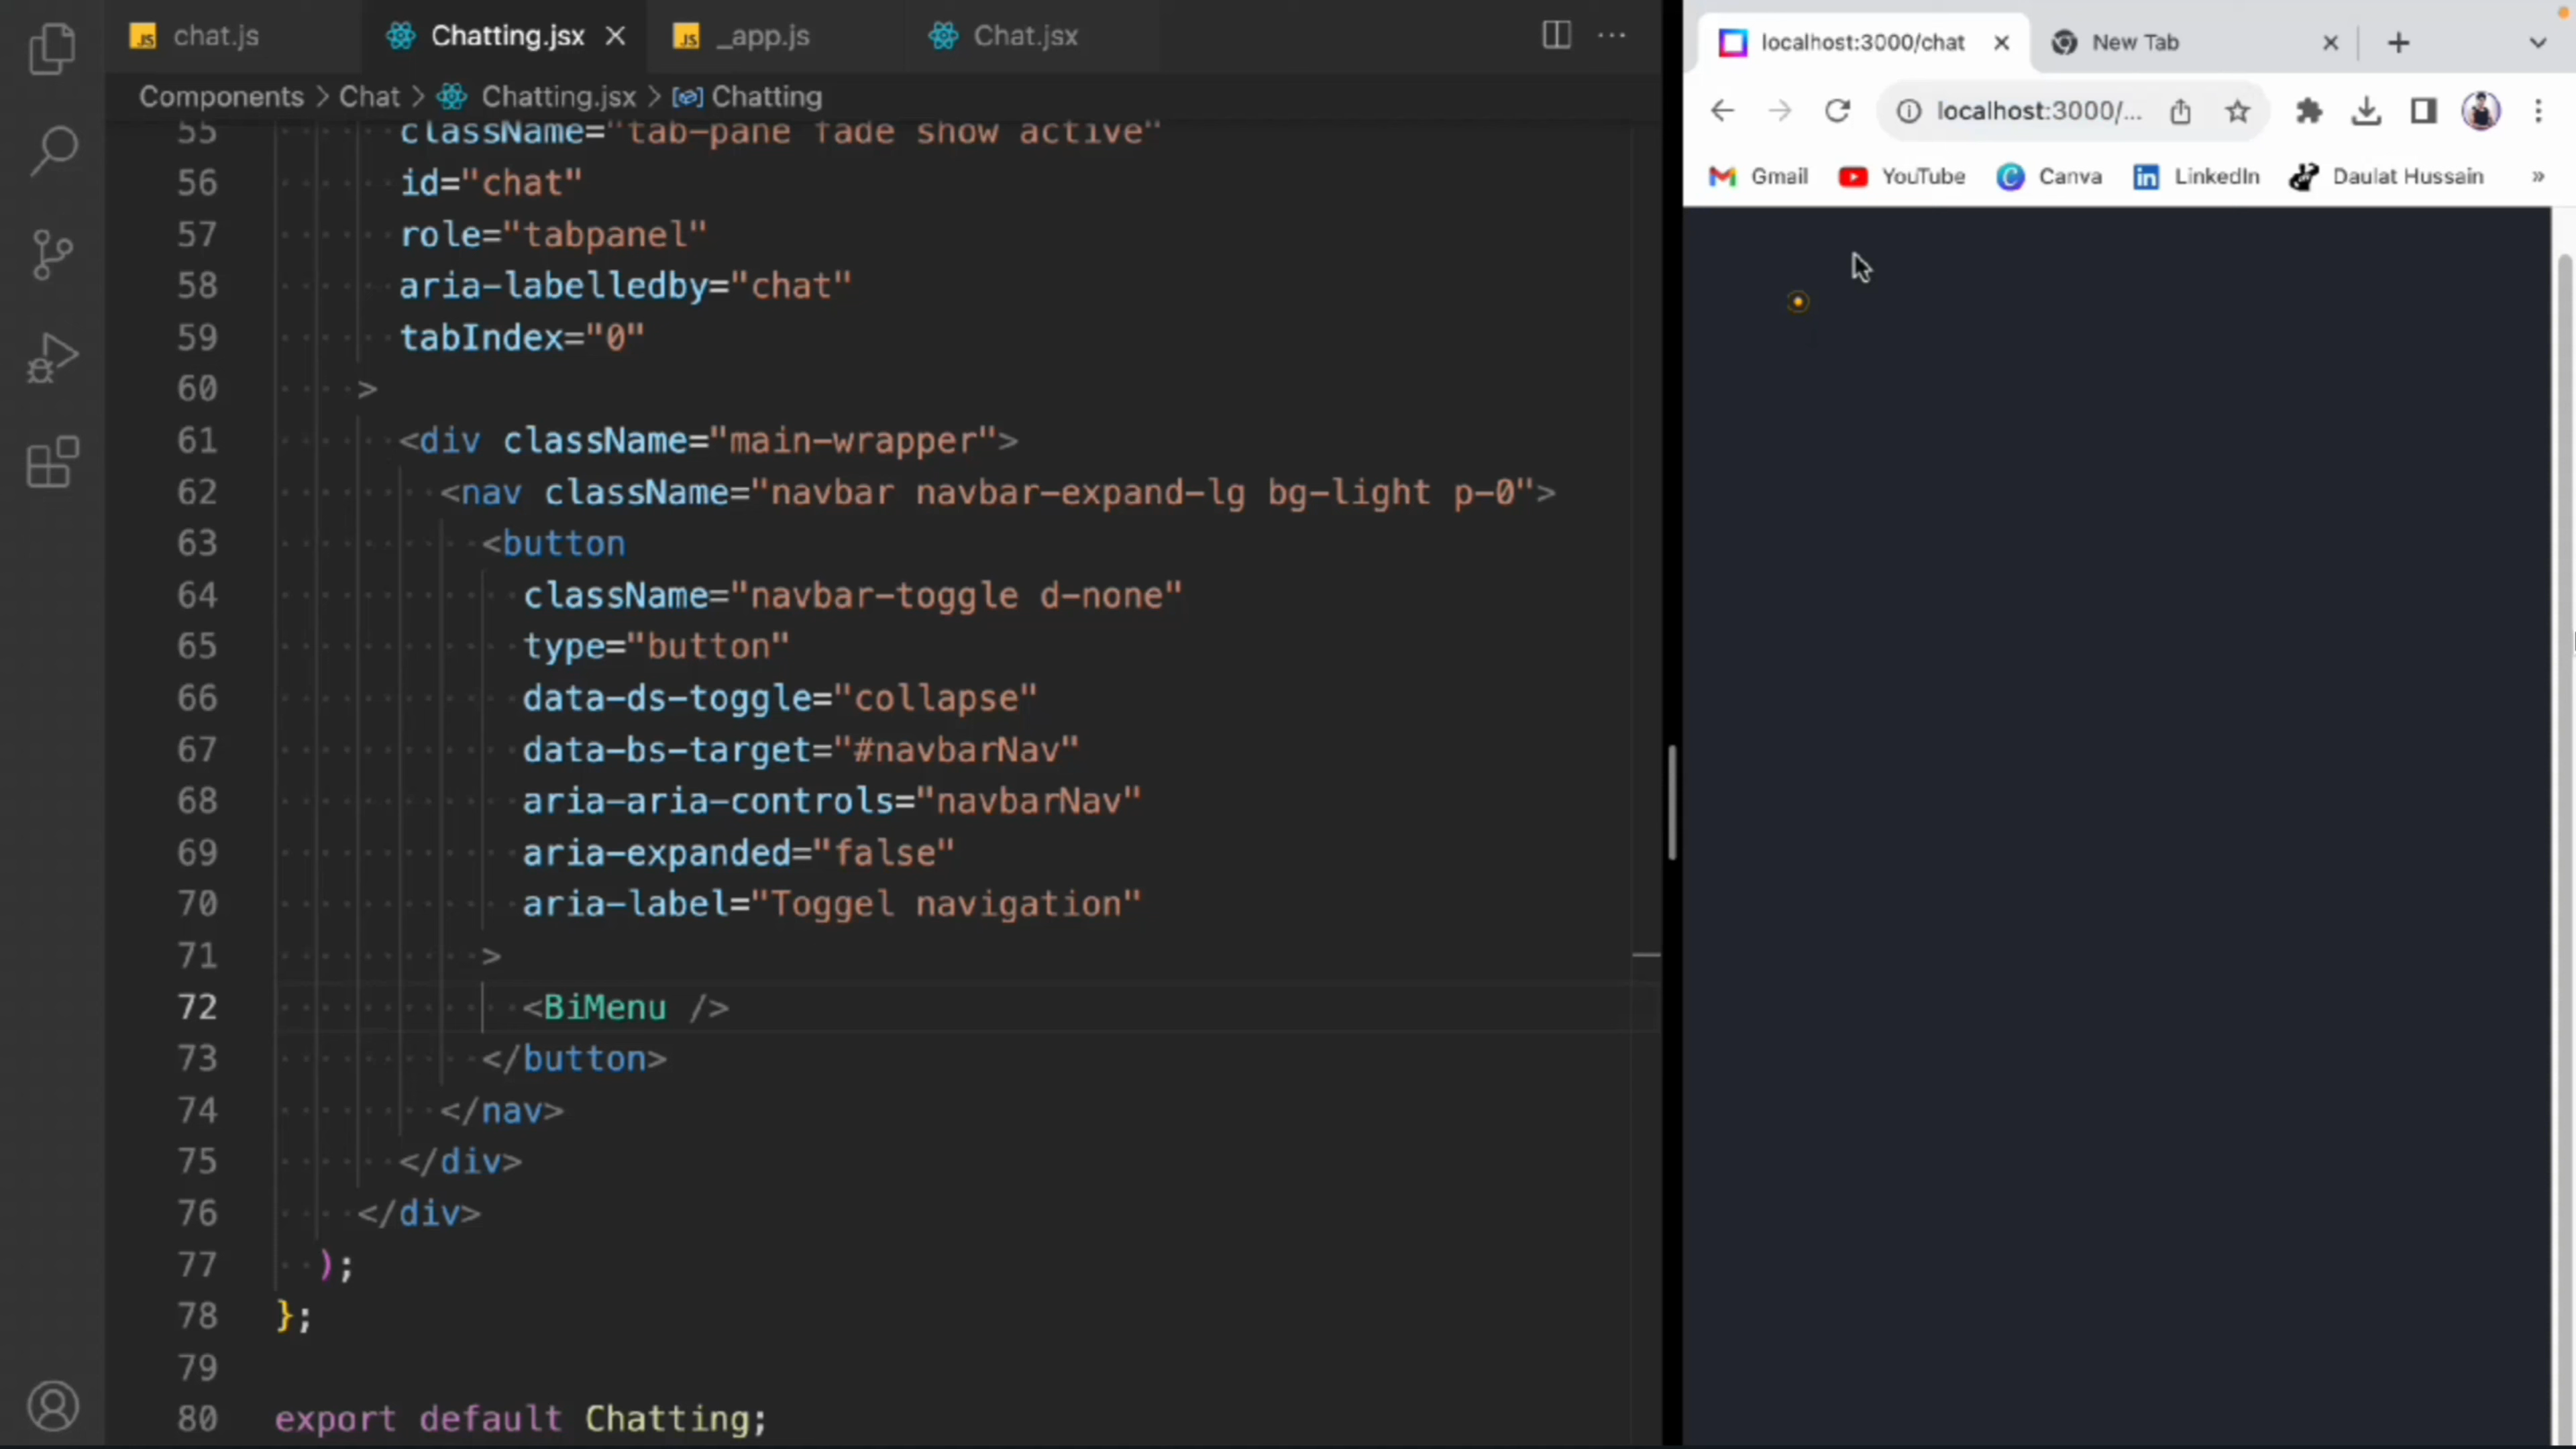 chat.js
Chatting.jsx
_app.js
Chat.jsx
Components > Chat > Chatting.jsx > Chatting
55 className="tab-pane fade show active"
56 id="chat"
57 role="tabpanel"
58 aria-labelledby="chat"
59 tabIndex="0"
60 >
61 <div className="main-wrapper">
62 <nav className="navbar navbar-expand-lg bg-light p-0">
63 <button
64 className="navbar-toggle d-none"
65 type="button"
66 data-ds-toggle="collapse"
67 data-bs-target="#navbarNav"
68 aria-aria-controls="navbarNav"
69 aria-expanded="false"
70 aria-label="Toggel navigation"
71 >
72 <BiMenu />
73 </button>
74 </nav>
75 </div>
76 </div>
77 );
78 };
79
80 export default Chatting;
localhost:3000/chat
New Tab
localhost:3000/...
Gmail YouTube Canva LinkedIn Daulat Hussain »